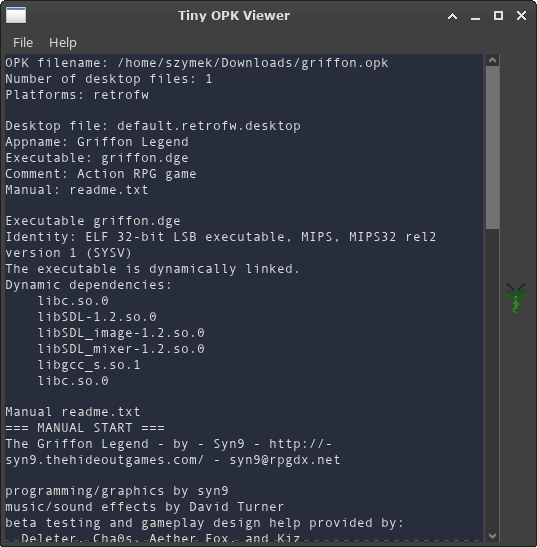 Tiny OPK Viewer
File Help
OPK filename: /home/szymek/Downloads/griffon.opk
Number of desktop files: 1
Platforms: retrofw
Desktop file: default.retrofw.desktop
Appname: Griffon Legend
Executable: griffon.dge
Comment: Action RPG game
Manual: readme.txt
Executable griffon.dge
Identity: ELF 32-bit LSB executable, MIPS, MIPS32 rel2
version 1 (SYSV)
The executable is dynamically linked.
Dynamic dependencies:
libc.so.0
libSDL-1.2.so.0
libSDL_image-1.2.so.0
libSDL_mixer-1.2.so.0
libgcc_s.so.1
libc.so.0
Manual readme.txt
=== MANUAL START ===
The Griffon Legend - by - Syn9 - http://-
syn9.thehideoutgames.com/ - syn9@rpgdx.net
programming/graphics by syn9
music/sound effects by David Turner
beta testing and gameplay design help provided by:
Deleter, Cha0s, Aether Fox, and Kiz